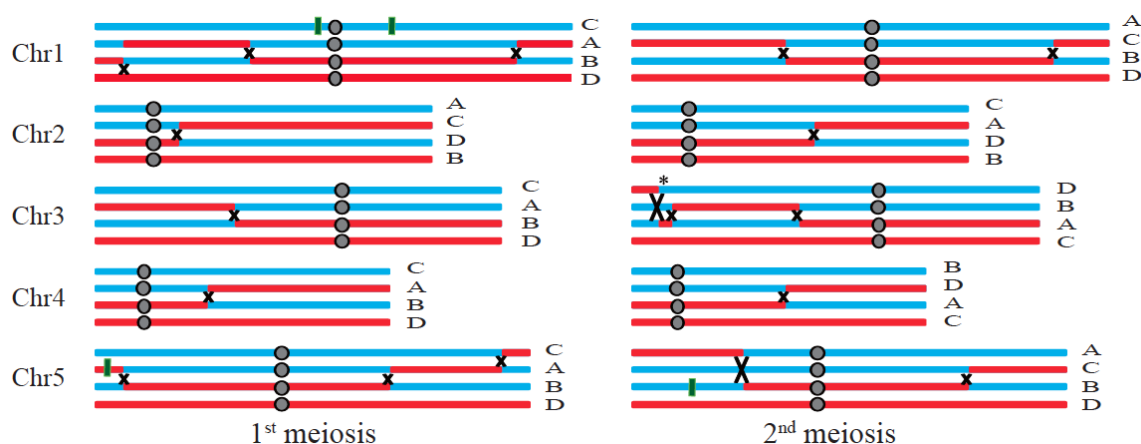 Chr1 C A
A C
B B
D D
Chr2 A C
C A
D D
B B
Chr3 C * D
A B
B A
D C
Chr4 C B
A D
B A
D C
Chr5 C A
A C
B B
D D
1st meiosis 2nd meiosis